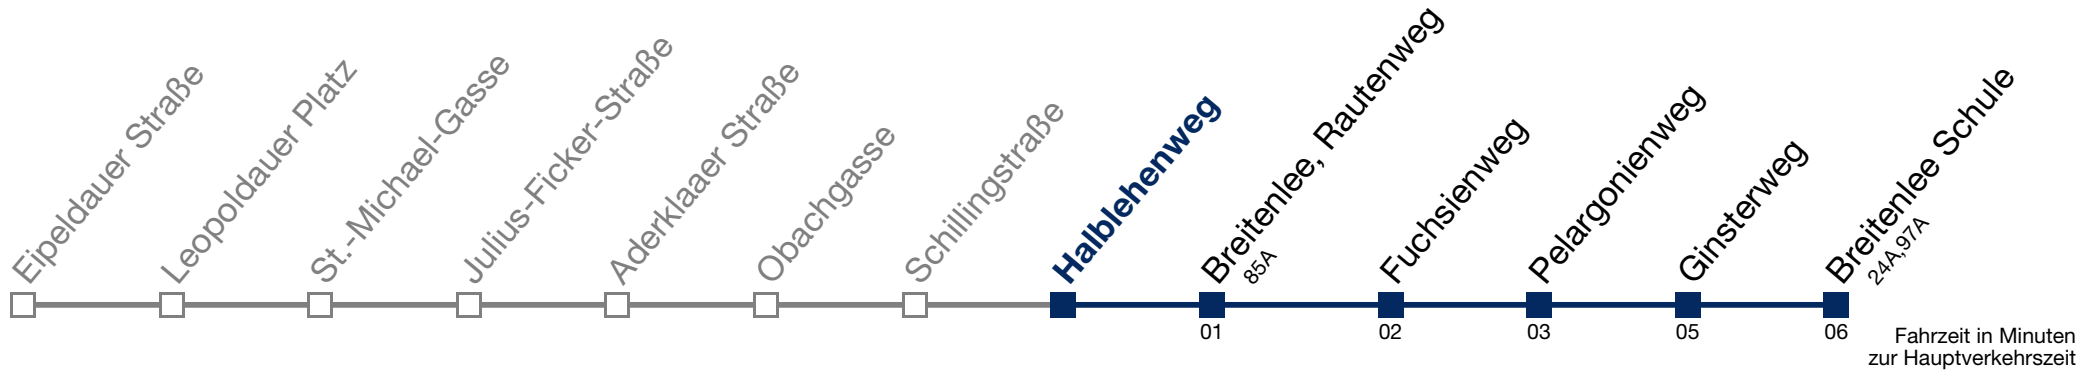 Eipeldauer Straße
Leopoldauer Platz
St.-Michael-Gasse
Julius-Ficker-Straße
Aderklaaer Straße
Obachgasse
Schillingstraße
Halblehenweg
Breitenlee, Rautenweg
85A
Fuchsienweg
Pelargonienweg
Ginsterweg
Breitenlee Schule
24A,97A
01
02
03
05
06
Fahrzeit in Minuten
zur Hauptverkehrszeit